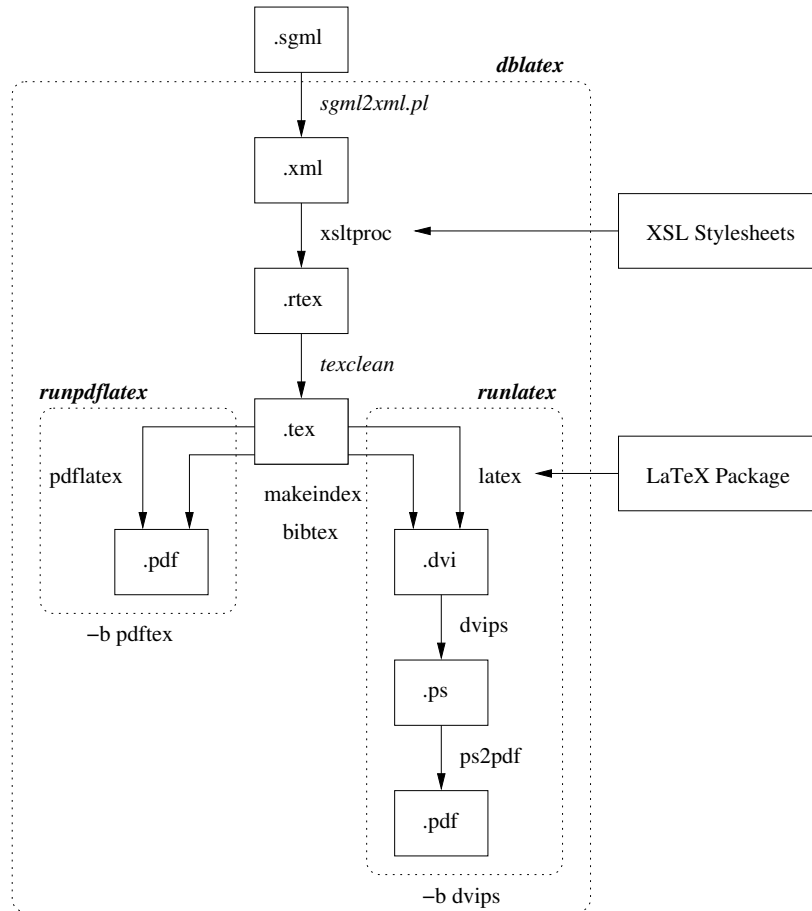 .sgml
dblatex
sgml2xml.pl
.xml
xsltproc
XSL Stylesheets
.rtex
texclean
runpdflatex
runlatex
.tex
pdflatex
latex
LaTeX Package
makeindex
bibtex
.pdf
.dvi
−b pdftex
dvips
.ps
ps2pdf
.pdf
−b dvips